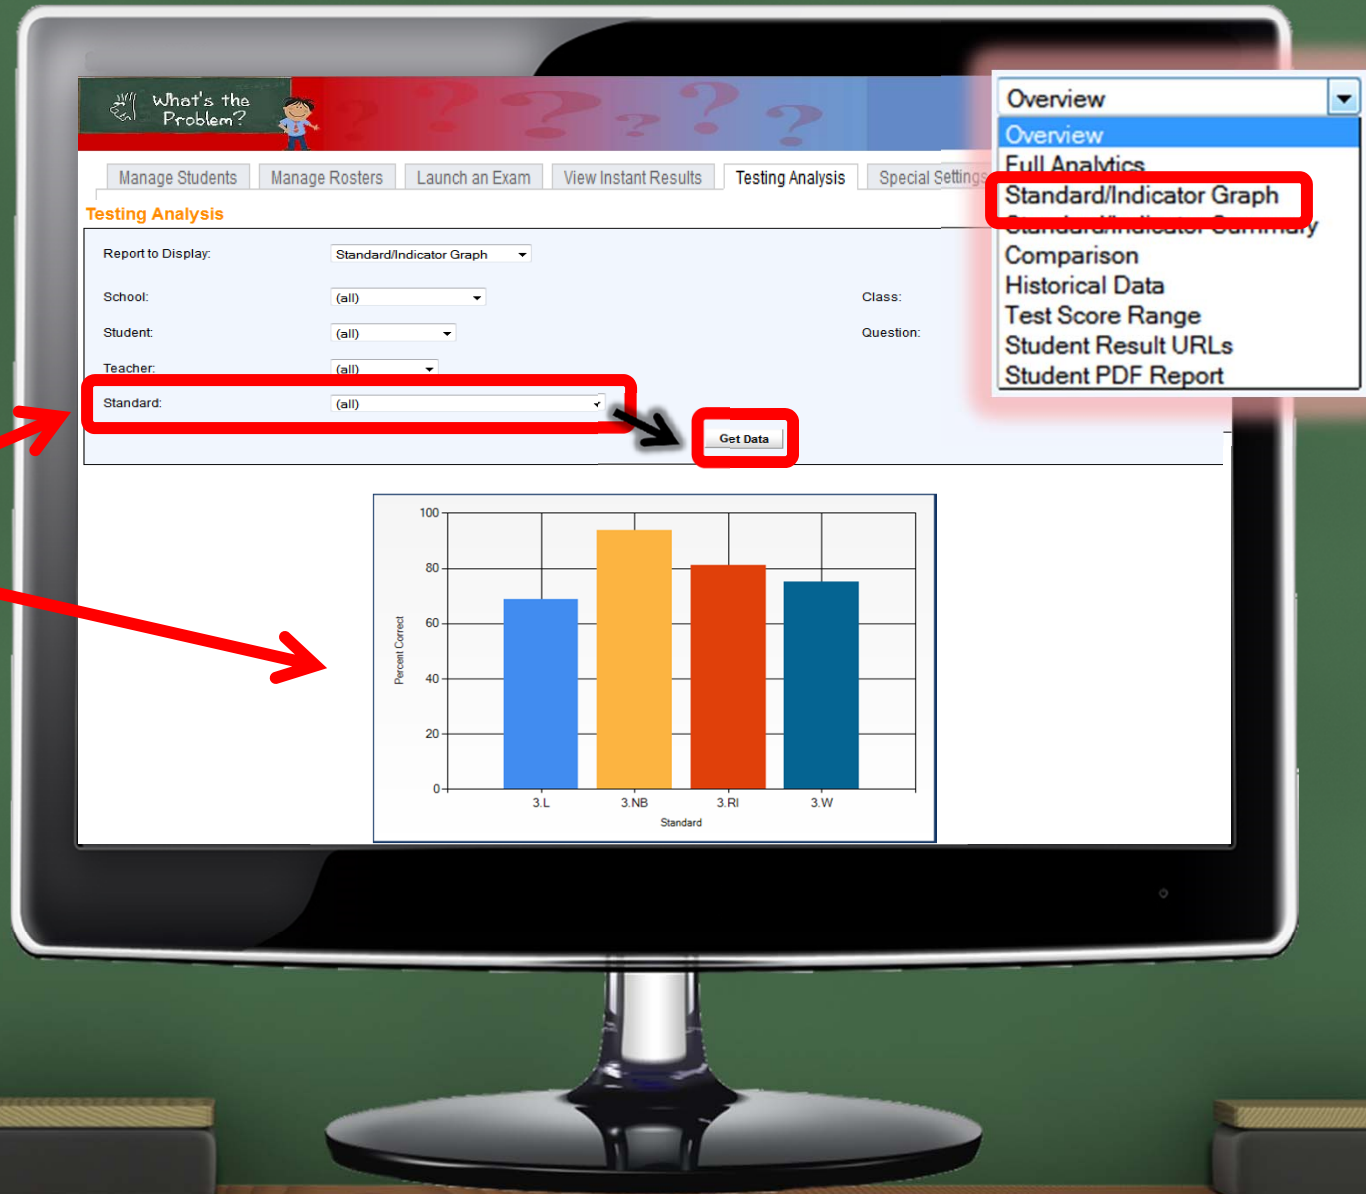 What's the
Problem?
? ? ? ? ? ?
Manage Students
Manage Rosters
Launch an Exam
View Instant Results
Testing Analysis
Special Settings
Testing Analysis
Report to Display:
Standard/Indicator Graph
School:
(all)
Class:
Student:
(all)
Question:
Teacher:
(all)
Standard:
(all)
Get Data
Overview
Overview
Full Analytics
Standard/Indicator Graph
Standard/Indicator Summary
Comparison
Historical Data
Test Score Range
Student Result URLs
Student PDF Report
100
80
60
40
20
0
Percent Correct
3.L
3.NB
3.RI
3.W
Standard